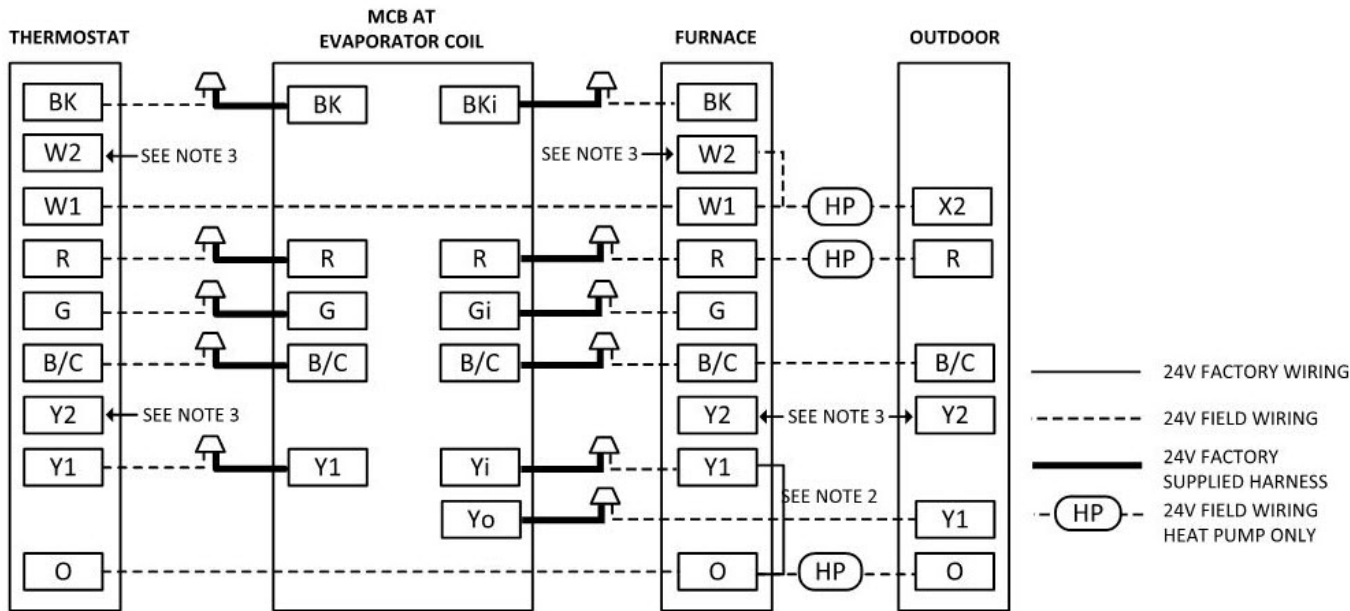 MCB AT
THERMOSTAT EVAPORATOR COIL FURNACE OUTDOOR
BK BK BKi BK
W2 SEE NOTE 3 SEE NOTE 3 W2
W1 W1 HP X2
R R R R HP R
G G Gi G
B/C B/C B/C B/C B/C
24V FACTORY WIRING
Y2 SEE NOTE 3 Y2 SEE NOTE 3 Y2
24V FIELD WIRING
Y1 Y1 Yi Y1
24V FACTORY
SUPPLIED HARNESS
SEE NOTE 2
Yo Y1
HP 24V FIELD WIRING
HEAT PUMP ONLY
O O HP O